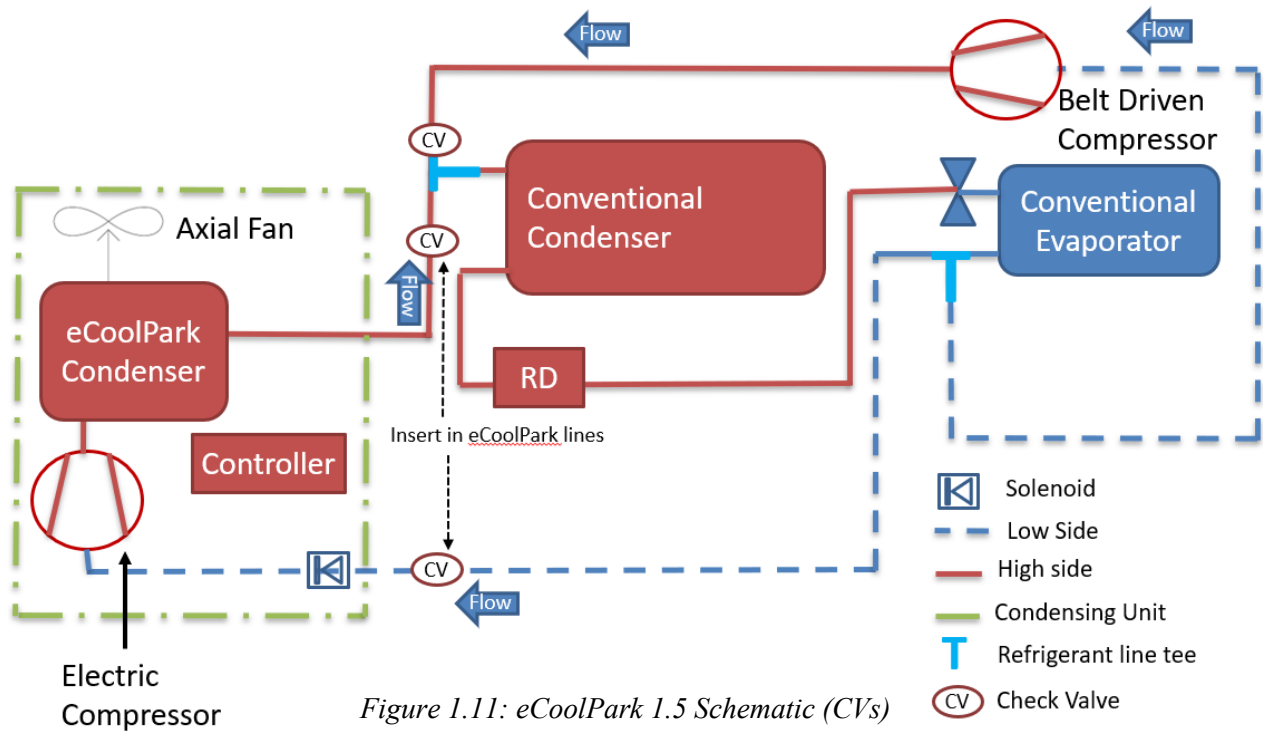 Flow
Flow
Belt Driven
Compressor
CV
Conventional
Condenser
Conventional
Evaporator
Axial Fan
CV
Flow
eCoolPark
Condenser
RD
Insert in eCoolPark lines
Controller
Solenoid
Low Side
CV
High side
Flow
Condensing Unit
Refrigerant line tee
Electric
Compressor
CV
Check Valve
Figure 1.11: eCoolPark 1.5 Schematic (CVs)